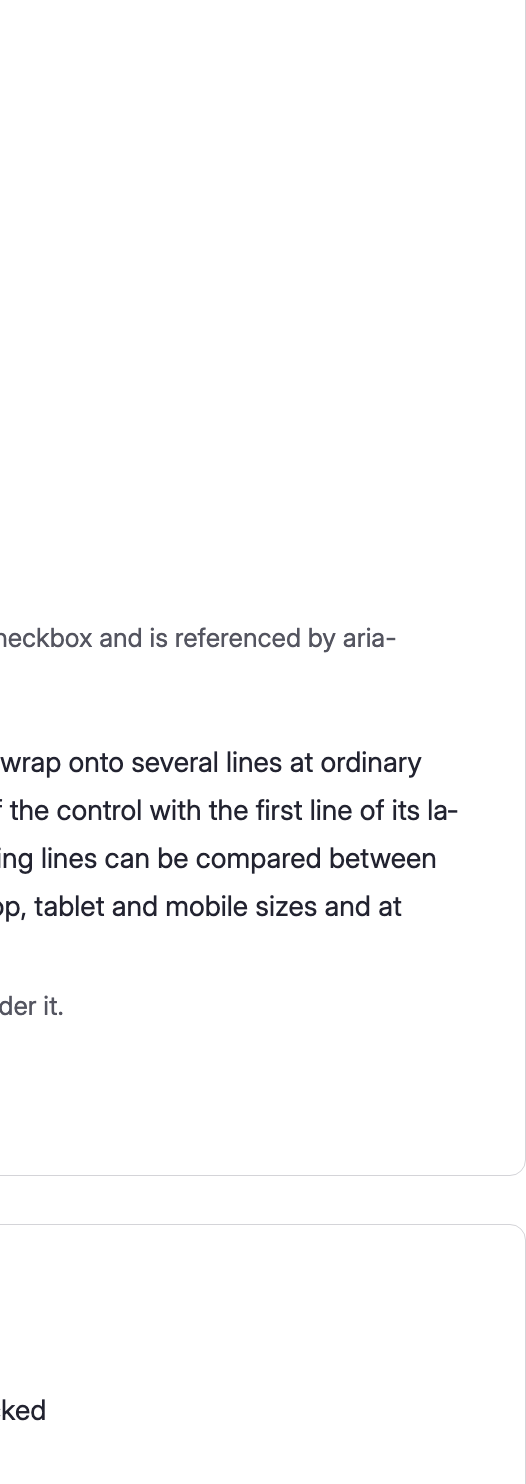 heckbox and is referenced by aria-
wrap onto several lines at ordinary
the control with the first line of its la-
ing lines can be compared between
op, tablet and mobile sizes and at
der it.
ked